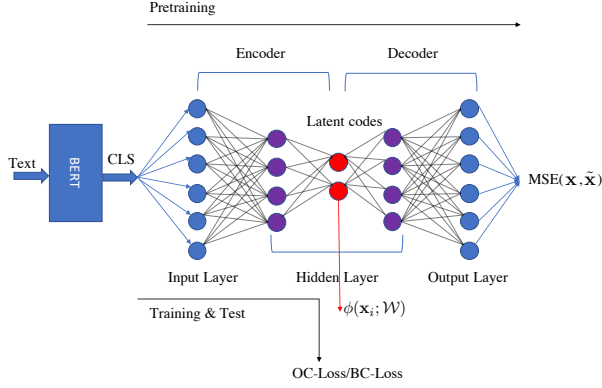 Pretraining
Encoder
Decoder
Latent codes
Text
BERT
CLS
MSE(𝐱, 𝐱̃)
Input Layer
Hidden Layer
Output Layer
Training & Test
ϕ(𝐱ᵢ; 𝒲)
OC-Loss/BC-Loss